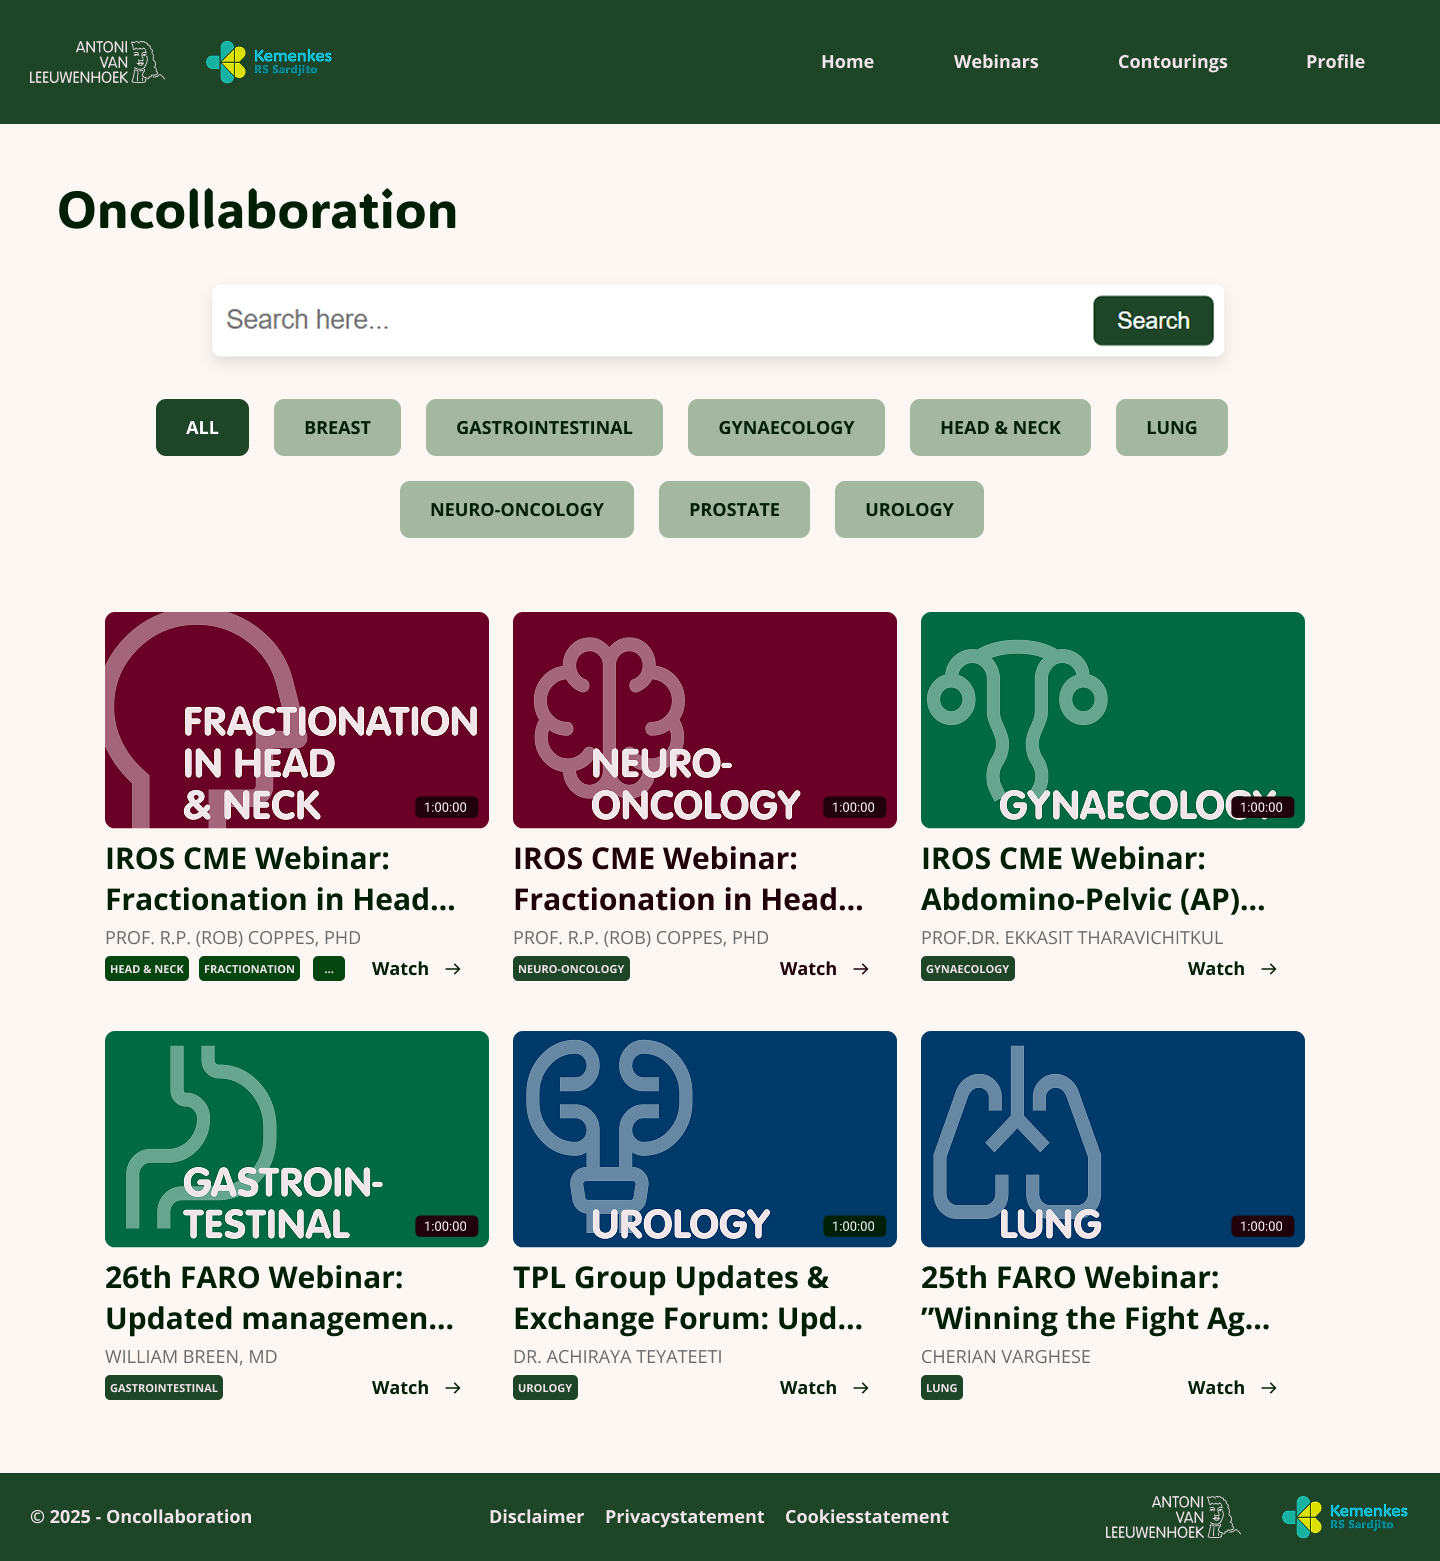 ANTONI
VAN
LEEUWENHOEK
Kemenkes
RS Sardjito
Home Webinars Contourings Profile
Oncollaboration
Search here... Search
ALL BREAST GASTROINTESTINAL GYNAECOLOGY HEAD & NECK LUNG
NEURO-ONCOLOGY PROSTATE UROLOGY
FRACTIONATION
IN HEAD
& NECK
1:00:00
IROS CME Webinar:
Fractionation in Head...
PROF. R.P. (ROB) COPPES, PHD
HEAD & NECK FRACTIONATION ... Watch →
NEURO-
ONCOLOGY
1:00:00
IROS CME Webinar:
Fractionation in Head...
PROF. R.P. (ROB) COPPES, PHD
NEURO-ONCOLOGY Watch →
GYNAECOLOGY
1:00:00
IROS CME Webinar:
Abdomino-Pelvic (AP)...
PROF.DR. EKKASIT THARAVICHITKUL
GYNAECOLOGY Watch →
GASTROIN-
TESTINAL
1:00:00
26th FARO Webinar:
Updated managemen...
WILLIAM BREEN, MD
GASTROINTESTINAL Watch →
UROLOGY
1:00:00
TPL Group Updates &
Exchange Forum: Upd...
DR. ACHIRAYA TEYATEETI
UROLOGY Watch →
LUNG
1:00:00
25th FARO Webinar:
”Winning the Fight Ag...
CHERIAN VARGHESE
LUNG Watch →
© 2025 - Oncollaboration Disclaimer Privacystatement Cookiesstatement
ANTONI
VAN
LEEUWENHOEK
Kemenkes
RS Sardjito